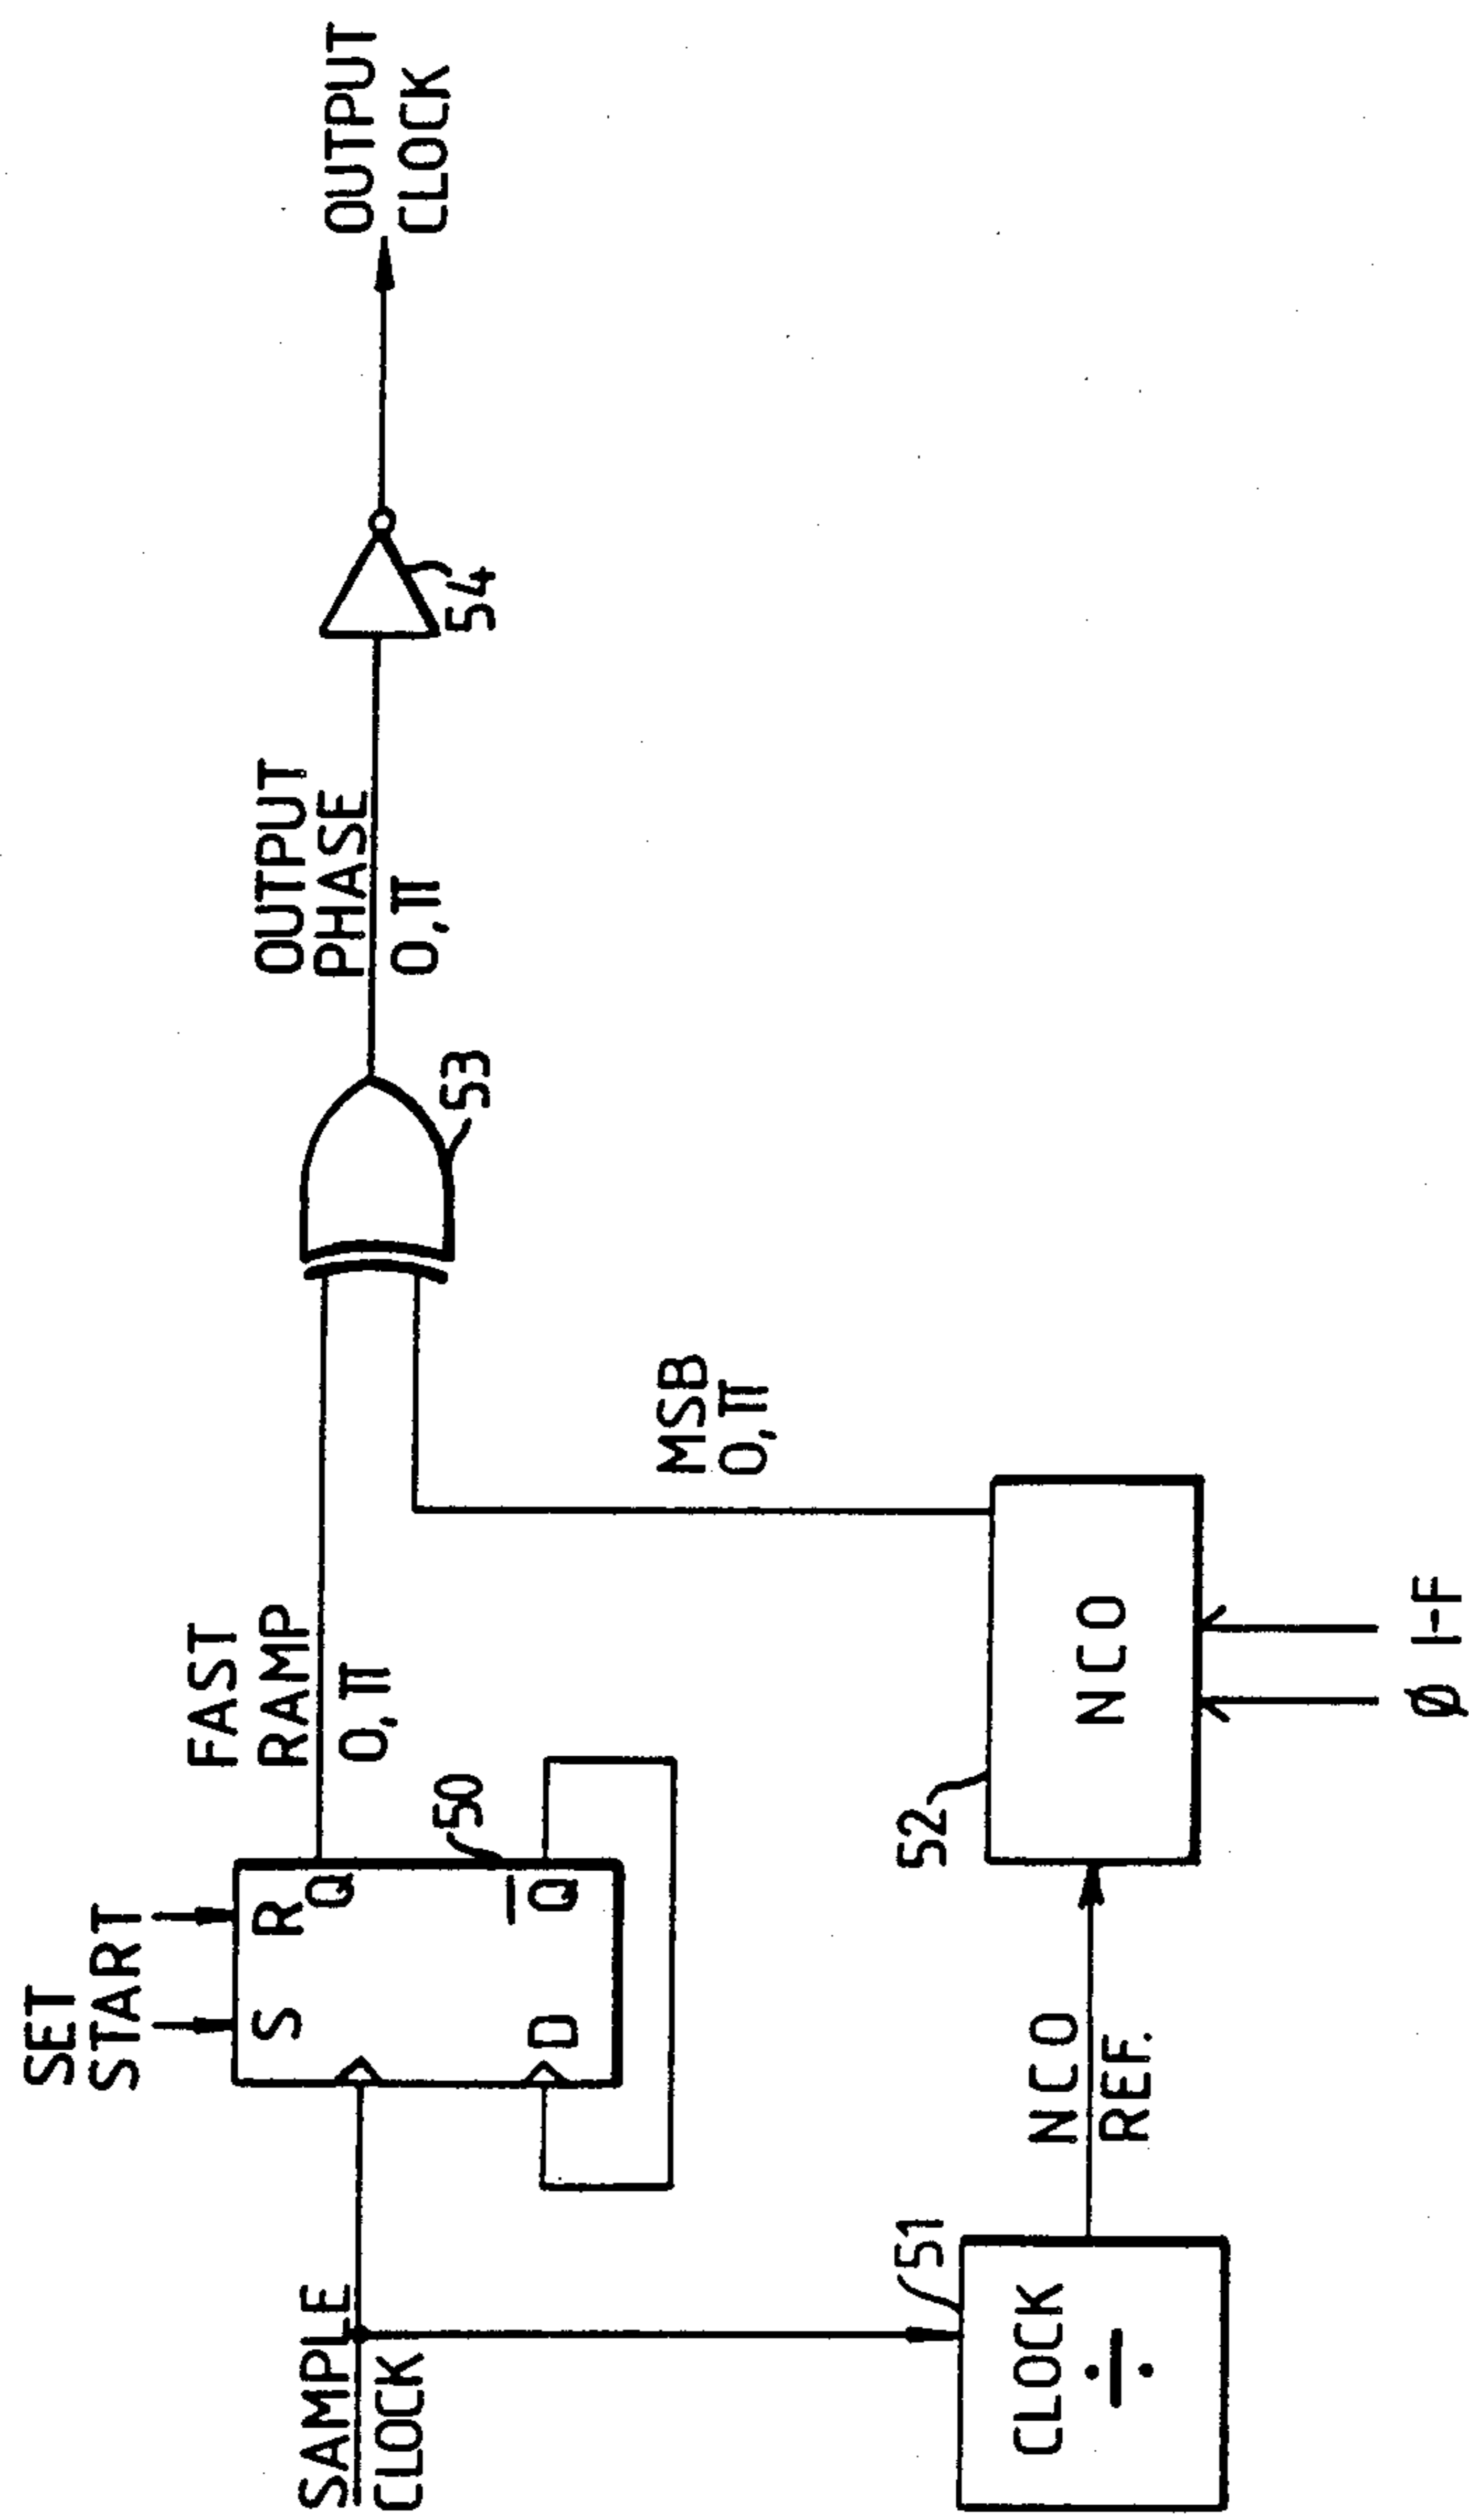 SET
START
FAST
RAMP
0,π
SAMPLE
CLOCK
S
R
Q
D
Q̅
50
OUTPUT
PHASE
0,π
53
54
OUTPUT
CLOCK
MSB
0,π
51
CLOCK
÷
NCO
REF.
52
NCO
Ø 1-F